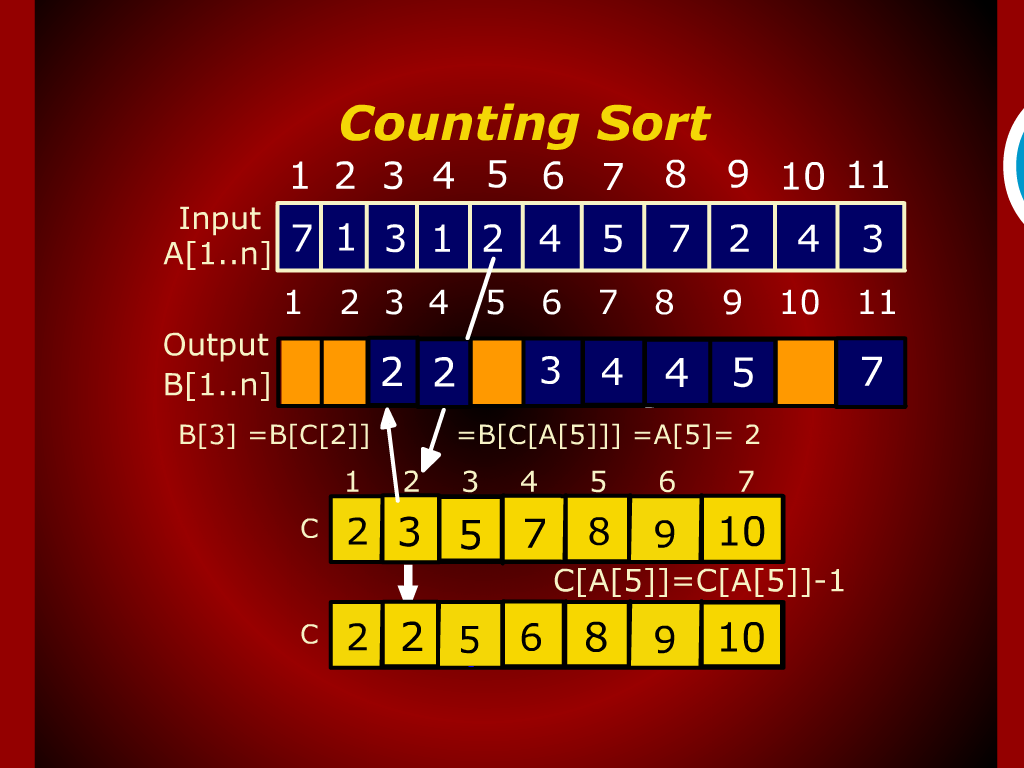 Counting Sort
1 2 3 4 5 6 7 8 9 10 11
Input
A[1..n]
7 1 3 1 2 4 5 7 2 4 3
1 2 3 4 5 6 7 8 9 10 11
Output
B[1..n]
2 2 3 4 4 5 7
B[3] =B[C[2]] =B[C[A[5]]] =A[5]= 2
1 2 3 4 5 6 7
C 2 3 5 7 8 9 10
C[A[5]]=C[A[5]]-1
C 2 2 5 6 8 9 10